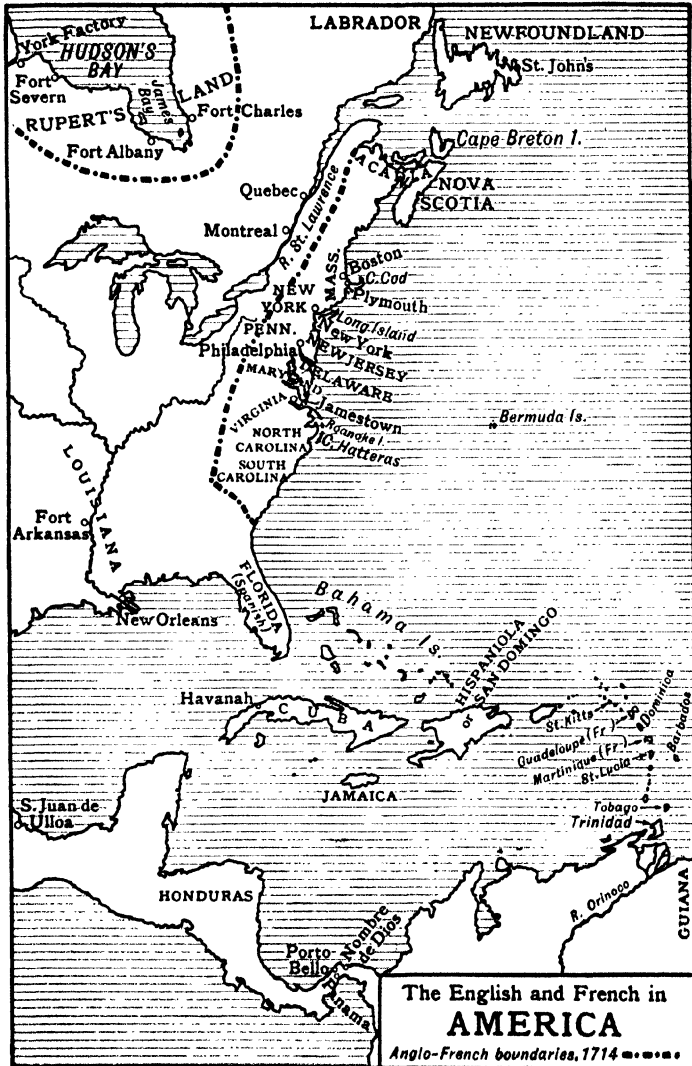 LABRADOR
NEWFOUNDLAND
St. John's
York Factory
HUDSON'S
BAY
Fort
Severn
James
Bay
RUPERT'S LAND
Fort Charles
Fort Albany
Cape Breton I.
ACADIA
NOVA
SCOTIA
Quebec
R. St. Lawrence
Montreal
MASS.
Boston
C. Cod
Plymouth
NEW
YORK
Long Island
New York
PENN.
NEW JERSEY
Philadelphia
DELAWARE
MARYLAND
VIRGINIA
Jamestown
Roanoke I.
C. Hatteras
NORTH
CAROLINA
SOUTH
CAROLINA
Bermuda Is.
LOUISIANA
Fort
Arkansas
FLORIDA
(Spanish)
New Orleans
Bahama Is.
HISPANIOLA
or SAN DOMINGO
Havanah
CUBA
JAMAICA
St. Kitts
Dominica
Guadeloupe (Fr)
Martinique (Fr)
St. Lucia
Barbados
Tobago
Trinidad
S. Juan de
Ulloa
HONDURAS
R. Orinoco
GUIANA
Nombre
de Dios
Porto
Bello
Panama
The English and French in
AMERICA
Anglo-French boundaries, 1714